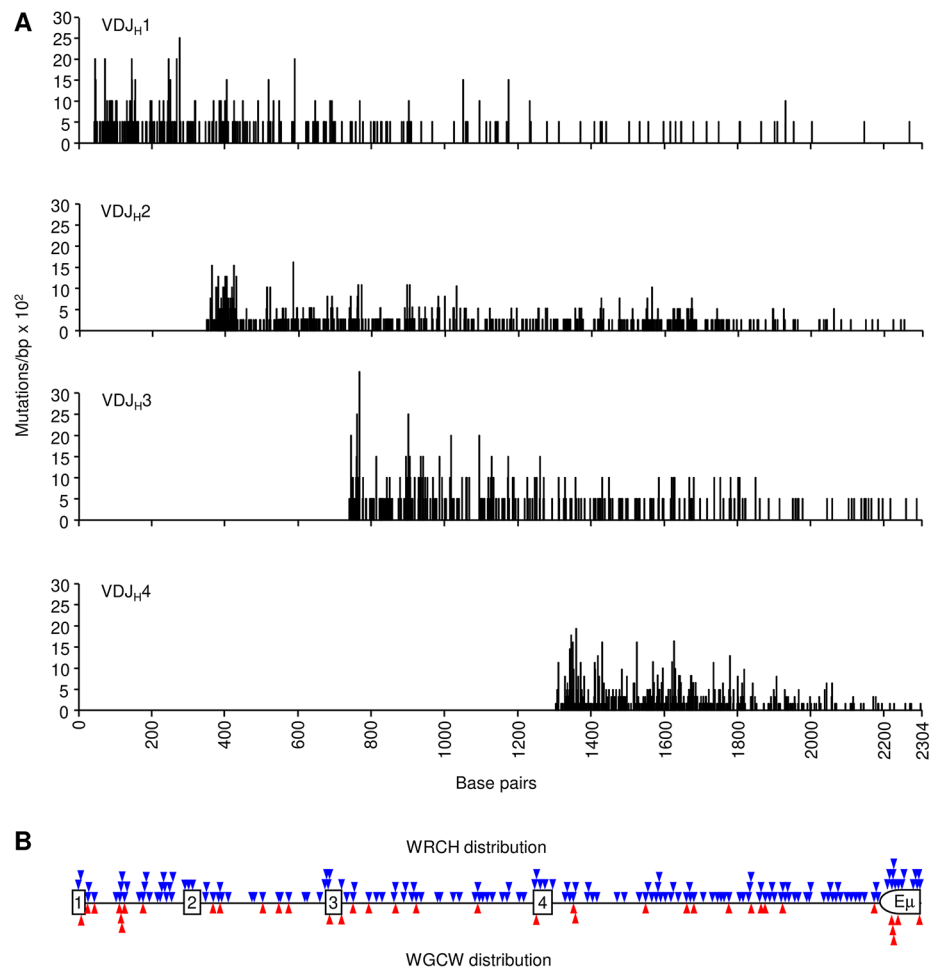 A
VDJH1
30
25
20
15
10
5
0
VDJH2
30
25
20
15
10
5
0
Mutations/bp x 10²
VDJH3
30
25
20
15
10
5
0
VDJH4
30
25
20
15
10
5
0
0 200 400 600 800 1000 1200 1400 1600 1800 2000 2200 2304
Base pairs
B
WRCH distribution
1 2 3 4 Eμ
WGCW distribution